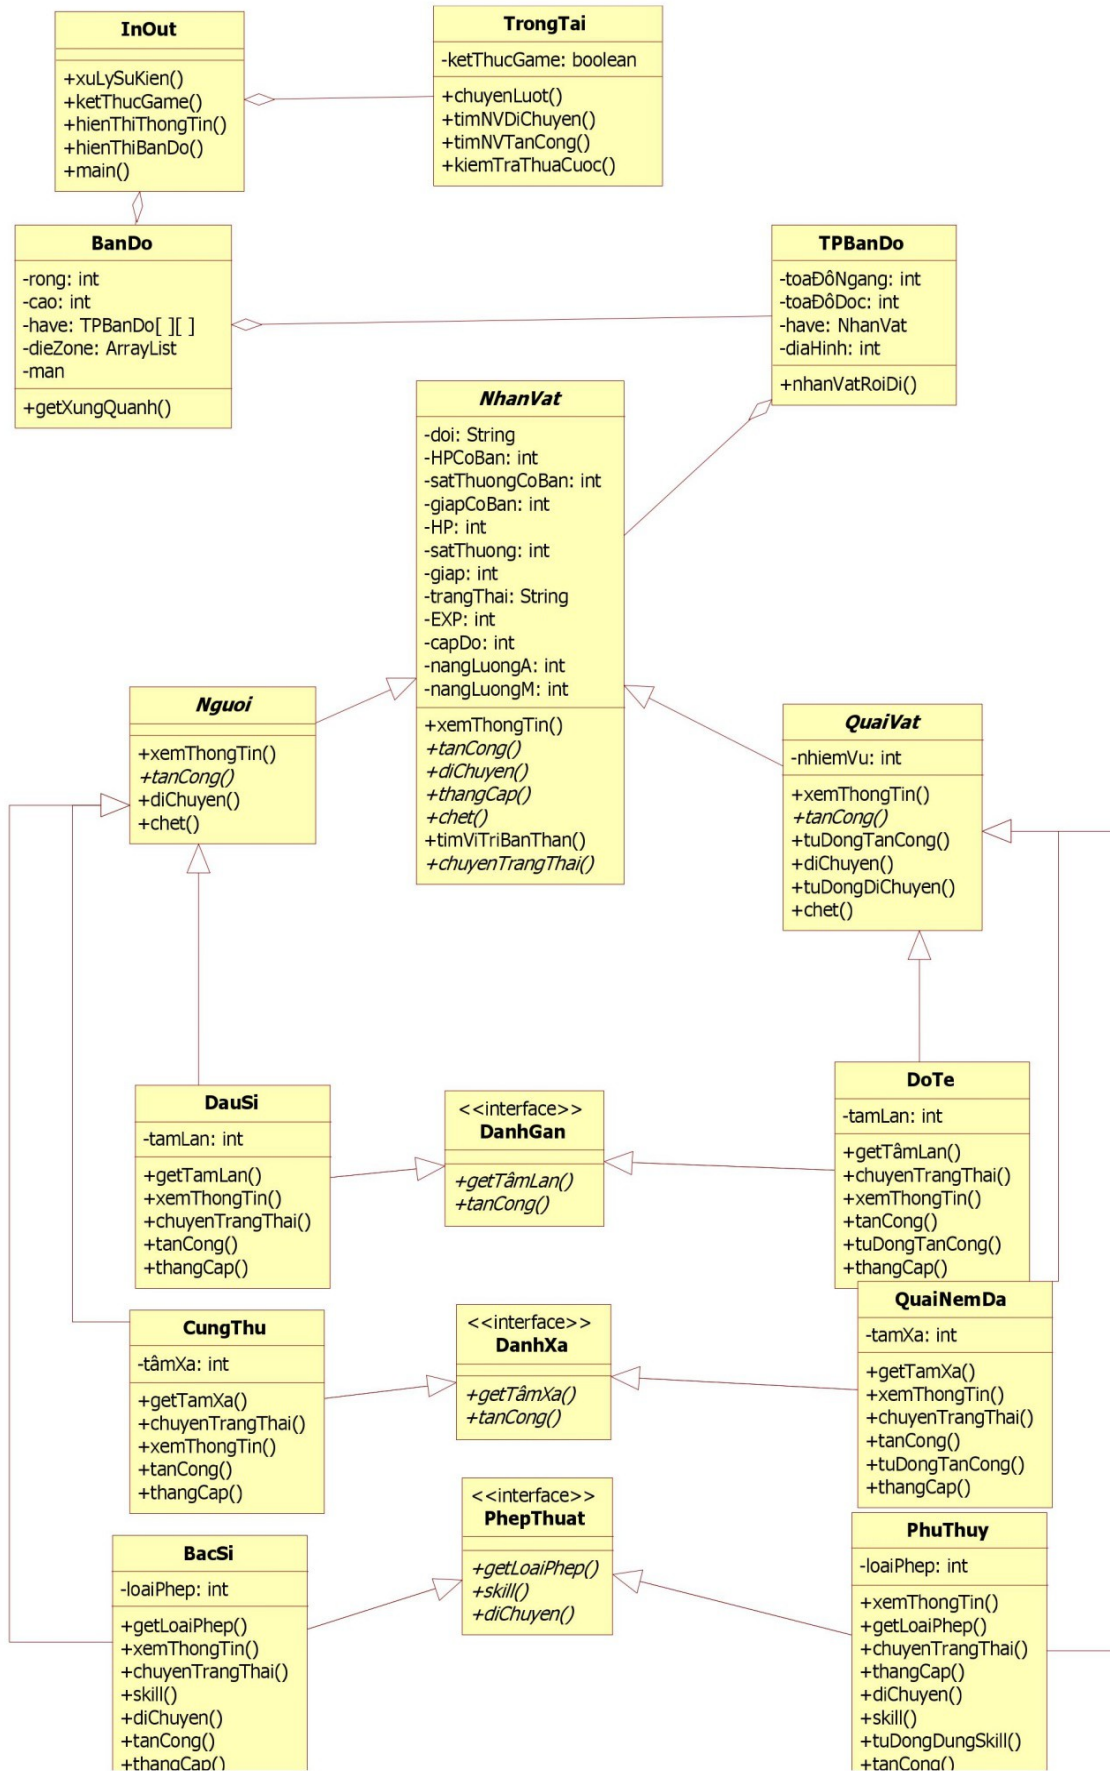 InOut
+xuLySuKien()
+ketThucGame()
+hienThiThongTin()
+hienThiBanDo()
+main()
TrongTai
-ketThucGame: boolean
+chuyenLuot()
+timNVDiChuyen()
+timNVTanCong()
+kiemTraThuaCuoc()
BanDo
-rong: int
-cao: int
-have: TPBanDo[ ][ ]
-dieZone: ArrayList
-man
+getXungQuanh()
TPBanDo
-toaĐôNgang: int
-toaĐôDoc: int
-have: NhanVat
-diaHinh: int
+nhanVatRoiDi()
NhanVat
-doi: String
-HPCoBan: int
-satThuongCoBan: int
-giapCoBan: int
-HP: int
-satThuong: int
-giap: int
-trangThai: String
-EXP: int
-capDo: int
-nangLuongA: int
-nangLuongM: int
+xemThongTin()
+tanCong()
+diChuyen()
+thangCap()
+chet()
+timViTriBanThan()
+chuyenTrangThai()
Nguoi
+xemThongTin()
+tanCong()
+diChuyen()
+chet()
QuaiVat
-nhiemVu: int
+xemThongTin()
+tanCong()
+tuDongTanCong()
+diChuyen()
+tuDongDiChuyen()
+chet()
DauSi
-tamLan: int
+getTamLan()
+xemThongTin()
+chuyenTrangThai()
+tanCong()
+thangCap()
<<interface>>
DanhGan
+getTâmLan()
+tanCong()
DoTe
-tamLan: int
+getTâmLan()
+chuyenTrangThai()
+xemThongTin()
+tanCong()
+tuDongTanCong()
+thangCap()
CungThu
-tâmXa: int
+getTamXa()
+chuyenTrangThai()
+xemThongTin()
+tanCong()
+thangCap()
<<interface>>
DanhXa
+getTâmXa()
+tanCong()
QuaiNemDa
-tamXa: int
+getTamXa()
+xemThongTin()
+chuyenTrangThai()
+tanCong()
+tuDongTanCong()
+thangCap()
BacSi
-loaiPhep: int
+getLoaiPhep()
+xemThongTin()
+chuyenTrangThai()
+skill()
+diChuyen()
+tanCong()
+thangCap()
<<interface>>
PhepThuat
+getLoaiPhep()
+skill()
+diChuyen()
PhuThuy
-loaiPhep: int
+xemThongTin()
+getLoaiPhep()
+chuyenTrangThai()
+thangCap()
+diChuyen()
+skill()
+tuDongDungSkill()
+tanCong()